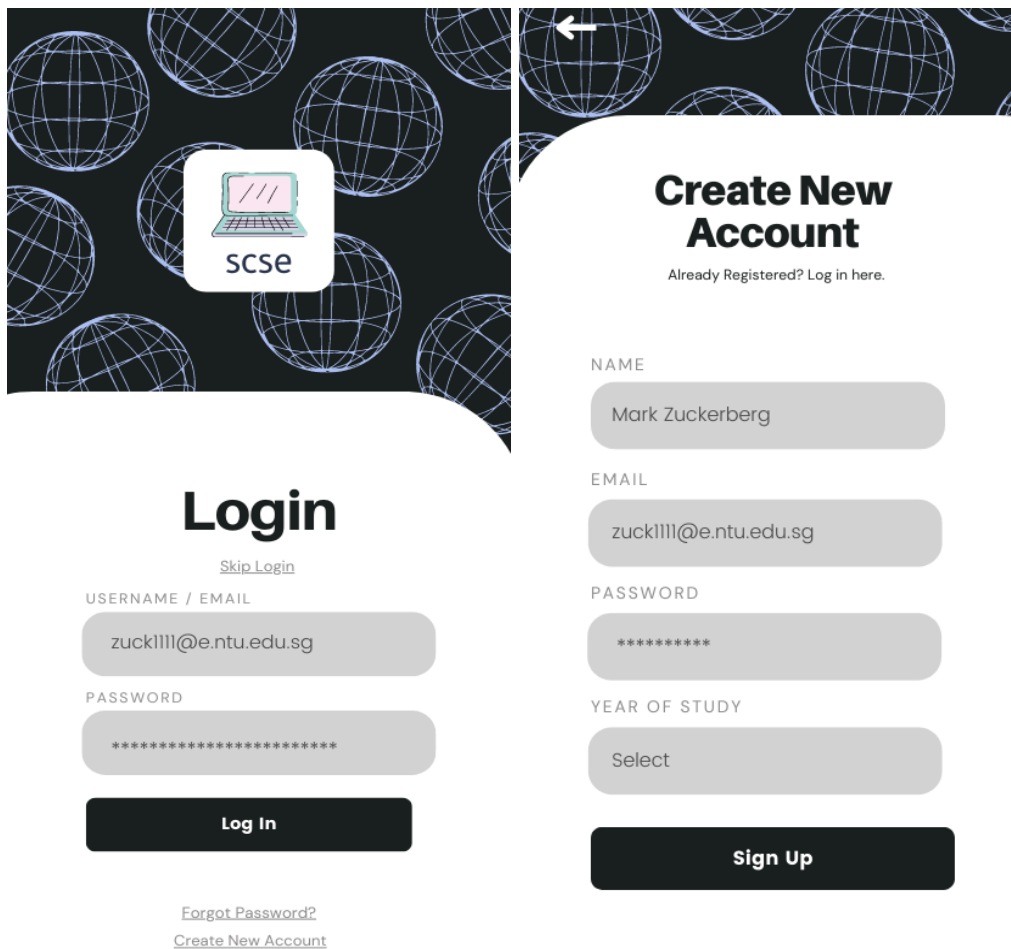 scse
Login
Skip Login
USERNAME / EMAIL
zuck1111@e.ntu.edu.sg
PASSWORD
************************
Log In
Forgot Password?
Create New Account
Create New
Account
Already Registered? Log in here.
NAME
Mark Zuckerberg
EMAIL
zuck1111@e.ntu.edu.sg
PASSWORD
**********
YEAR OF STUDY
Select
Sign Up